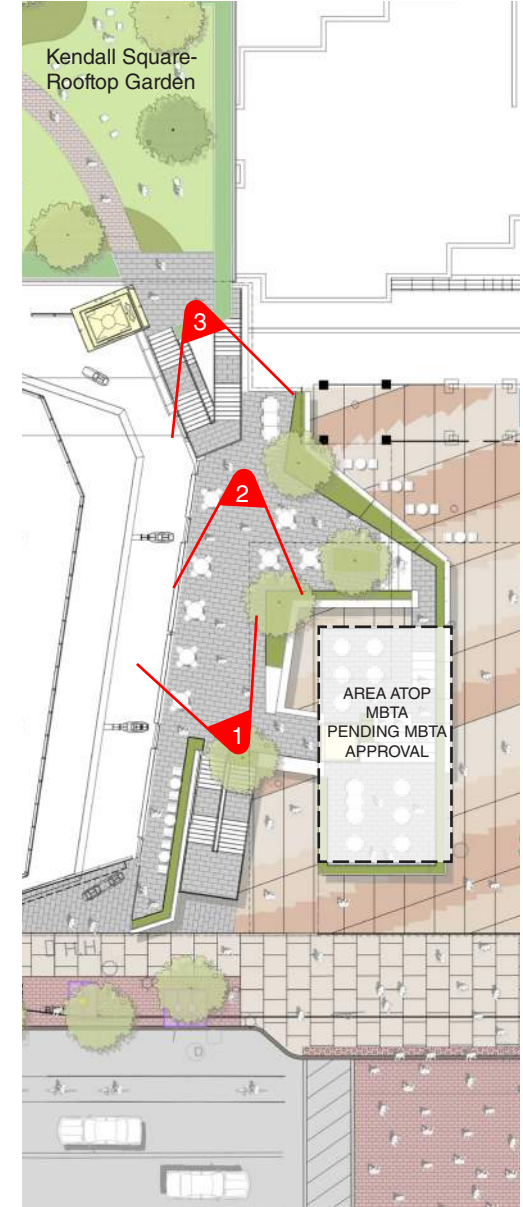 Kendall Square-
Rooftop Garden
3
2
1
AREA ATOP
MBTA
PENDING MBTA
APPROVAL
H.H